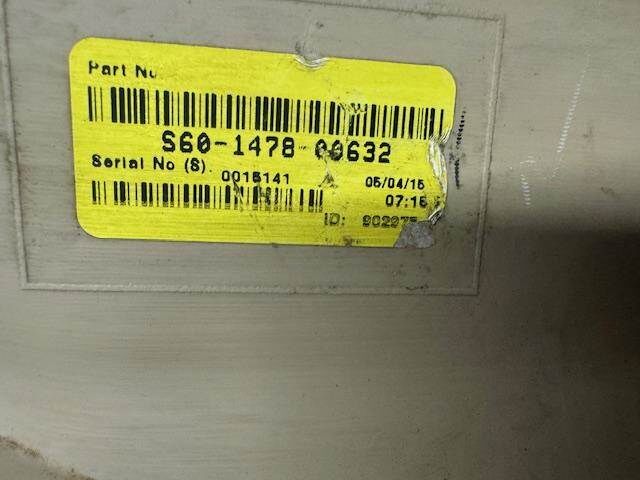 Part No
S60-1478-00632
Serial No (S)
0015141 05/04/15
07:15
ID: